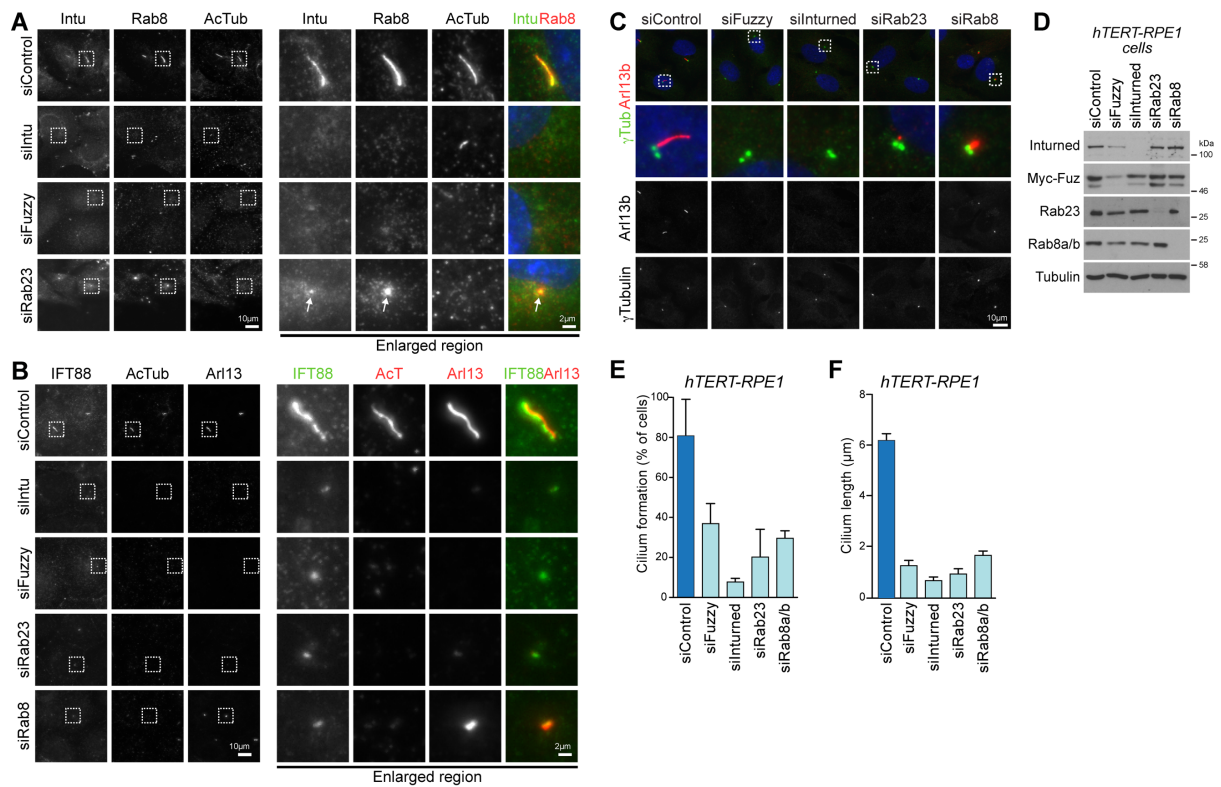 A
Intu Rab8 AcTub Intu Rab8 AcTub IntuRab8
siControl
siIntu
siFuzzy
siRab23
10µm
2µm
Enlarged region
B
IFT88 AcTub Arl13 IFT88 AcT Arl13 IFT88Arl13
siControl
siIntu
siFuzzy
siRab23
siRab8
10µm
2µm
Enlarged region
C
siControl siFuzzy siInturned siRab23 siRab8
γTubArl13b
Arl13b
γTubulin
10µm
D
hTERT-RPE1
cells
siControl
siFuzzy
siInturned
siRab23
siRab8
kDa
Inturned
100
Myc-Fuz
46
Rab23
25
Rab8a/b
25
58
Tubulin
E
hTERT-RPE1
Cilium formation (% of cells)
100
80
60
40
20
0
siControl
siFuzzy
siInturned
siRab23
siRab8a/b
F
hTERT-RPE1
Cilium length (µm)
8
6
4
2
0
siControl
siFuzzy
siInturned
siRab23
siRab8a/b